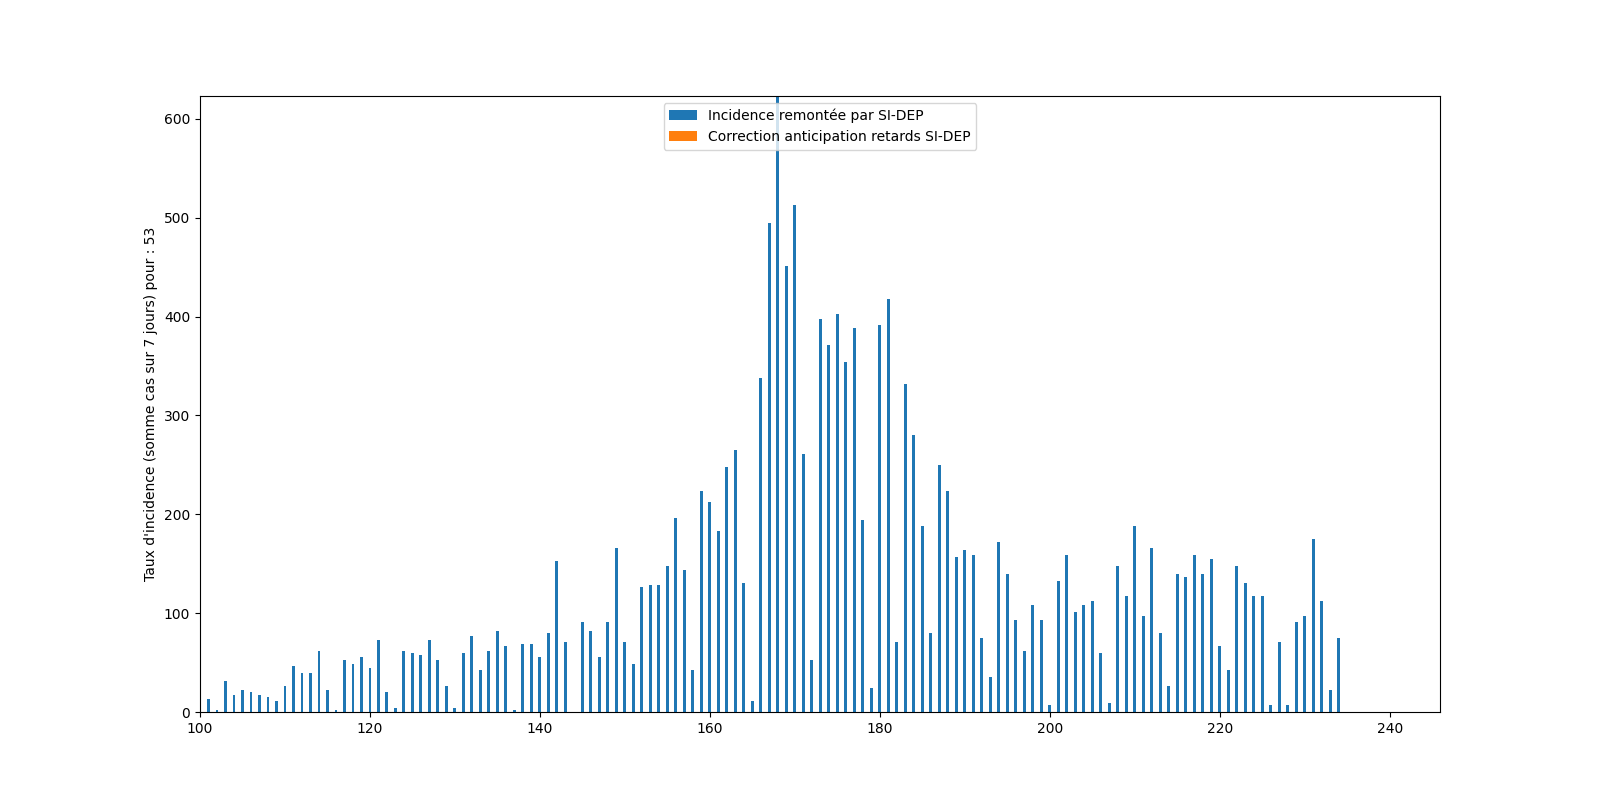 Incidence remontée par SI-DEP
Correction anticipation retards SI-DEP
Taux d'incidence (somme cas sur 7 jours) pour : 53
600
500
400
300
200
100
0
100 120 140 160 180 200 220 240